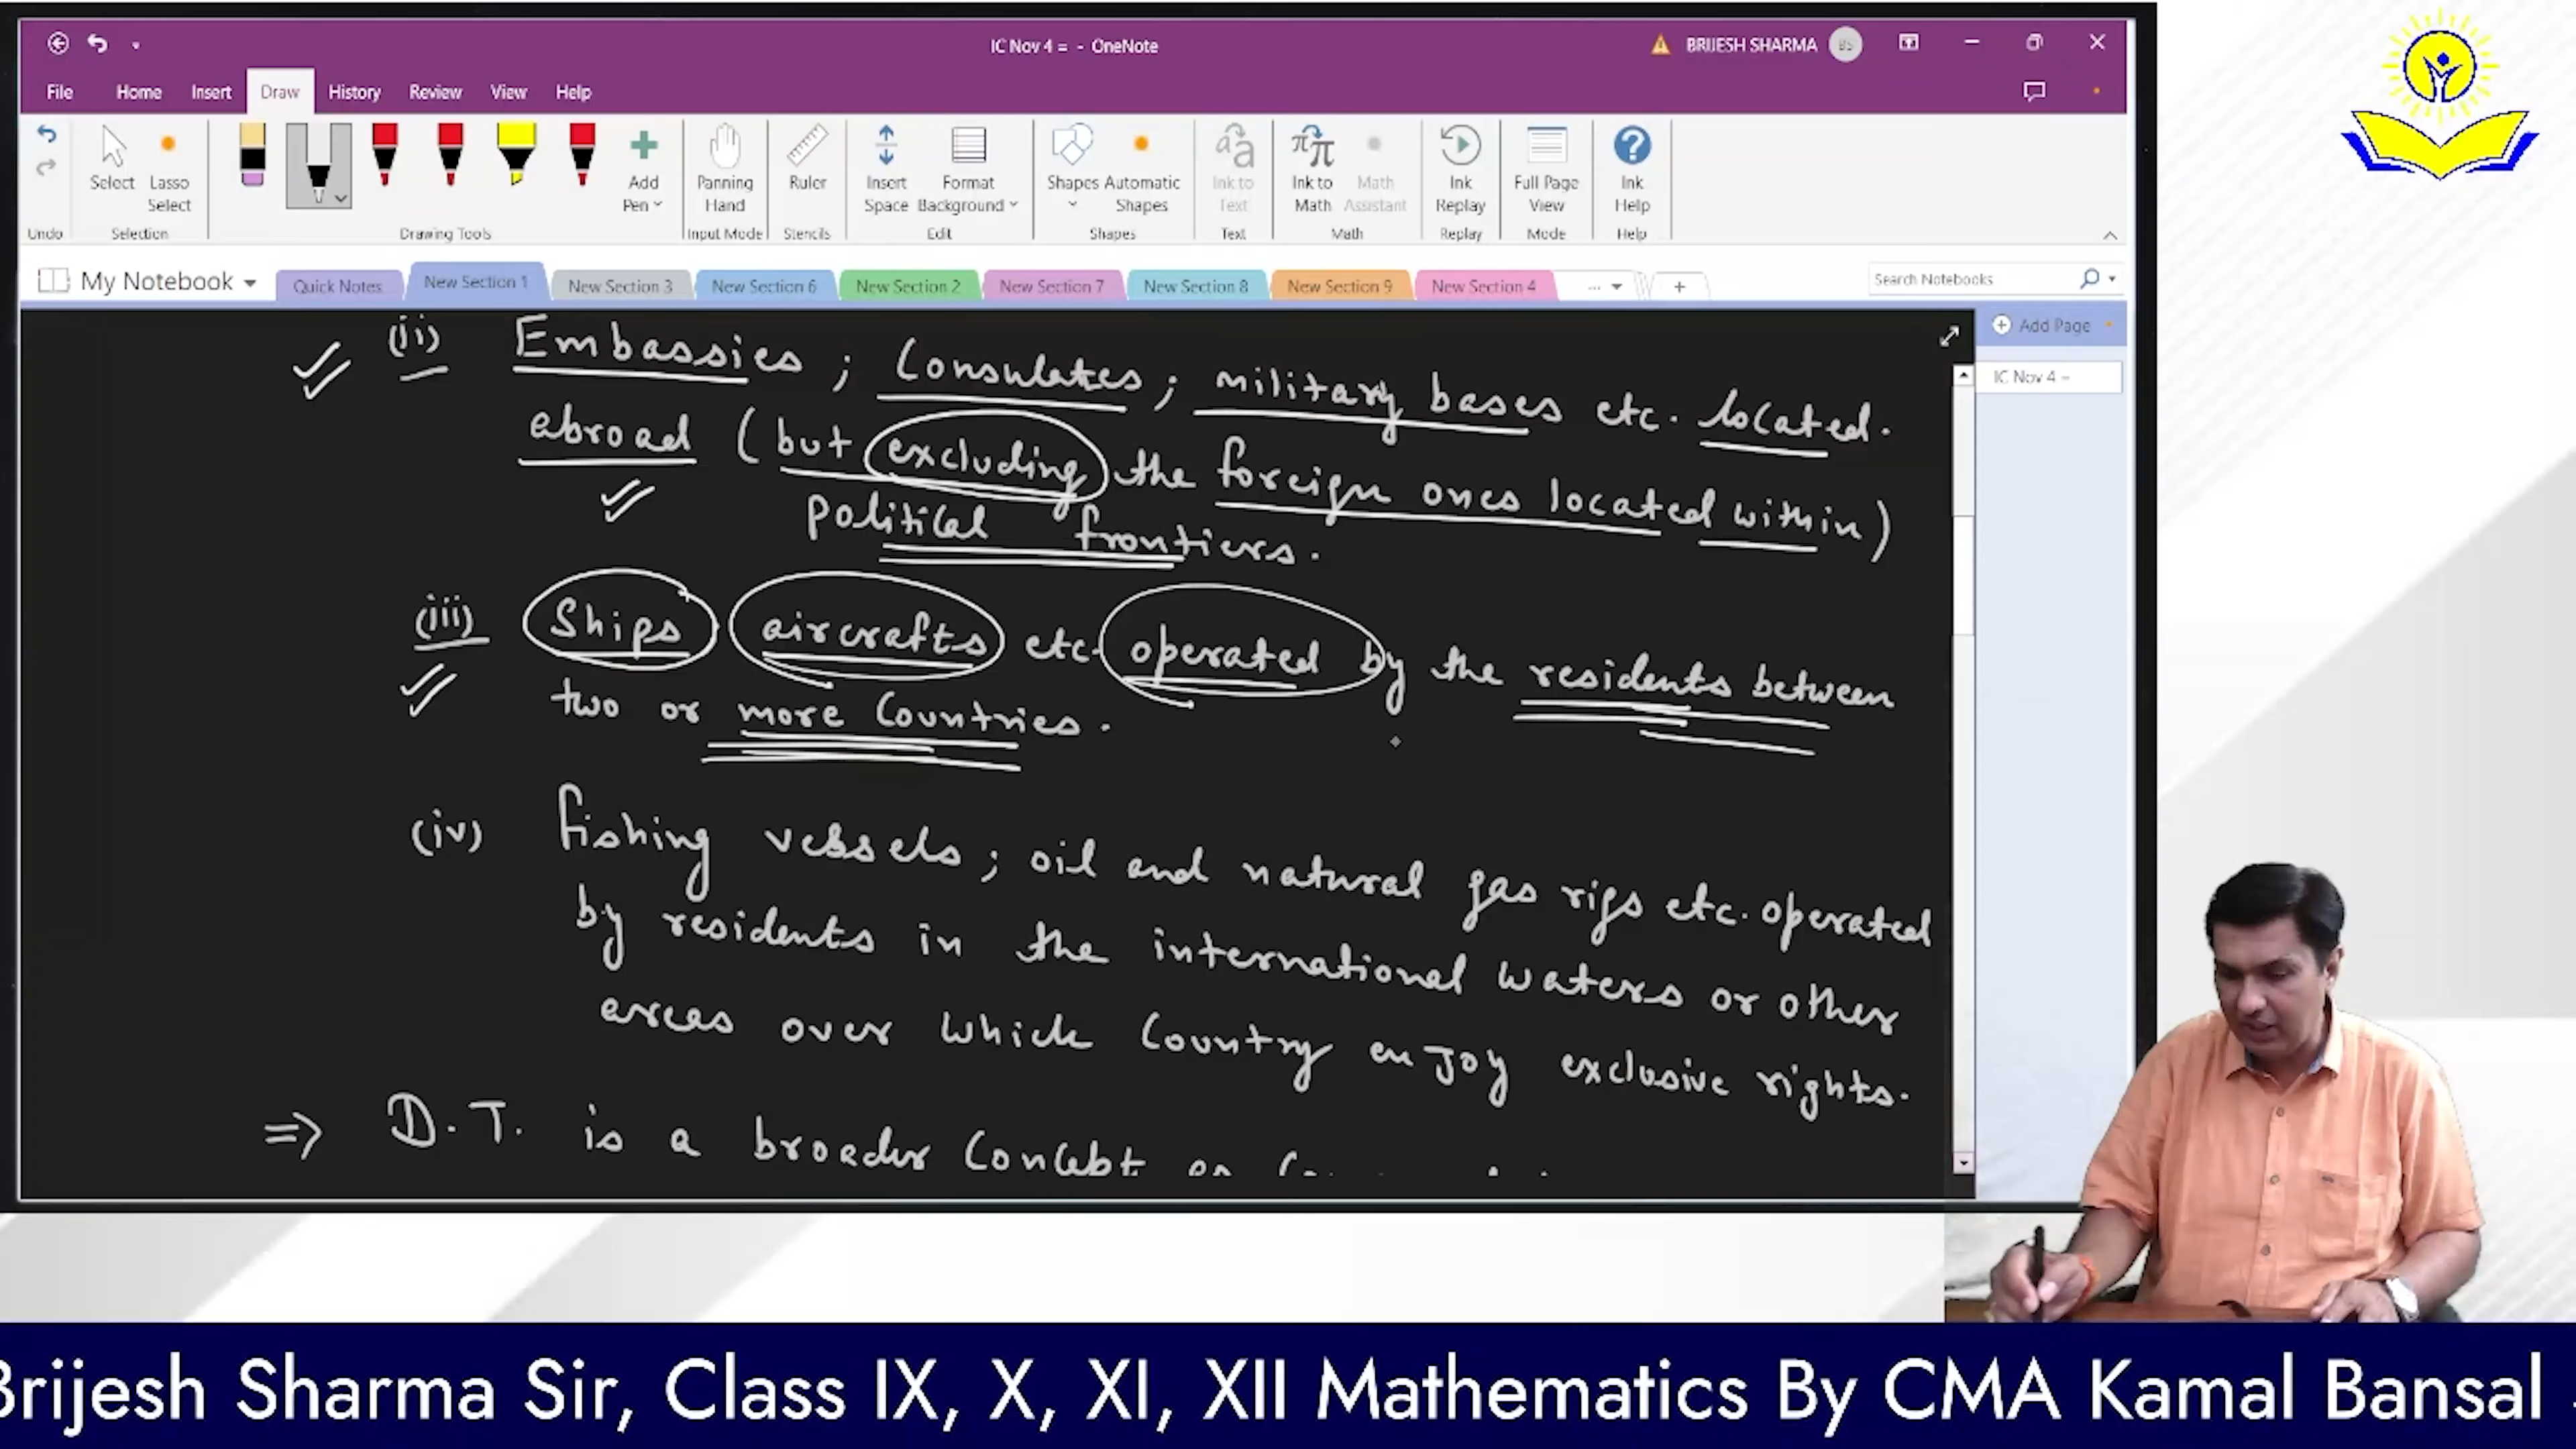 IC Nov 4 = - OneNote
BRIJESH SHARMA BS
File Home Insert Draw History Review View Help
Select Lasso Select Add Pen Panning Hand Ruler Insert Space Format Background Shapes Automatic Shapes Ink to Text Ink to Math Math Assistant Ink Replay Full Page View Ink Help
Undo Selection Drawing Tools Input Mode Stencils Edit Shapes Text Math Replay Mode Help
My Notebook Quick Notes New Section 1 New Section 3 New Section 6 New Section 2 New Section 7 New Section 8 New Section 9 New Section 4 ... + Search Notebooks
Add Page
IC Nov 4 =
(ii) Embassies ; Consulates ; military bases etc. located.
abroad (but excluding the foreign ones located within)
political frontiers.
(iii) Ships aircrafts etc. operated by the residents between
two or more Countries.
(iv) fishing vessels ; oil and natural gas rigs etc. operated
by residents in the international waters or other
areas over which Country enjoy exclusive rights.
⇒ D.T. is a broader Concept as
Brijesh Sharma Sir, Class IX, X, XI, XII Mathematics By CMA Kamal Bansal